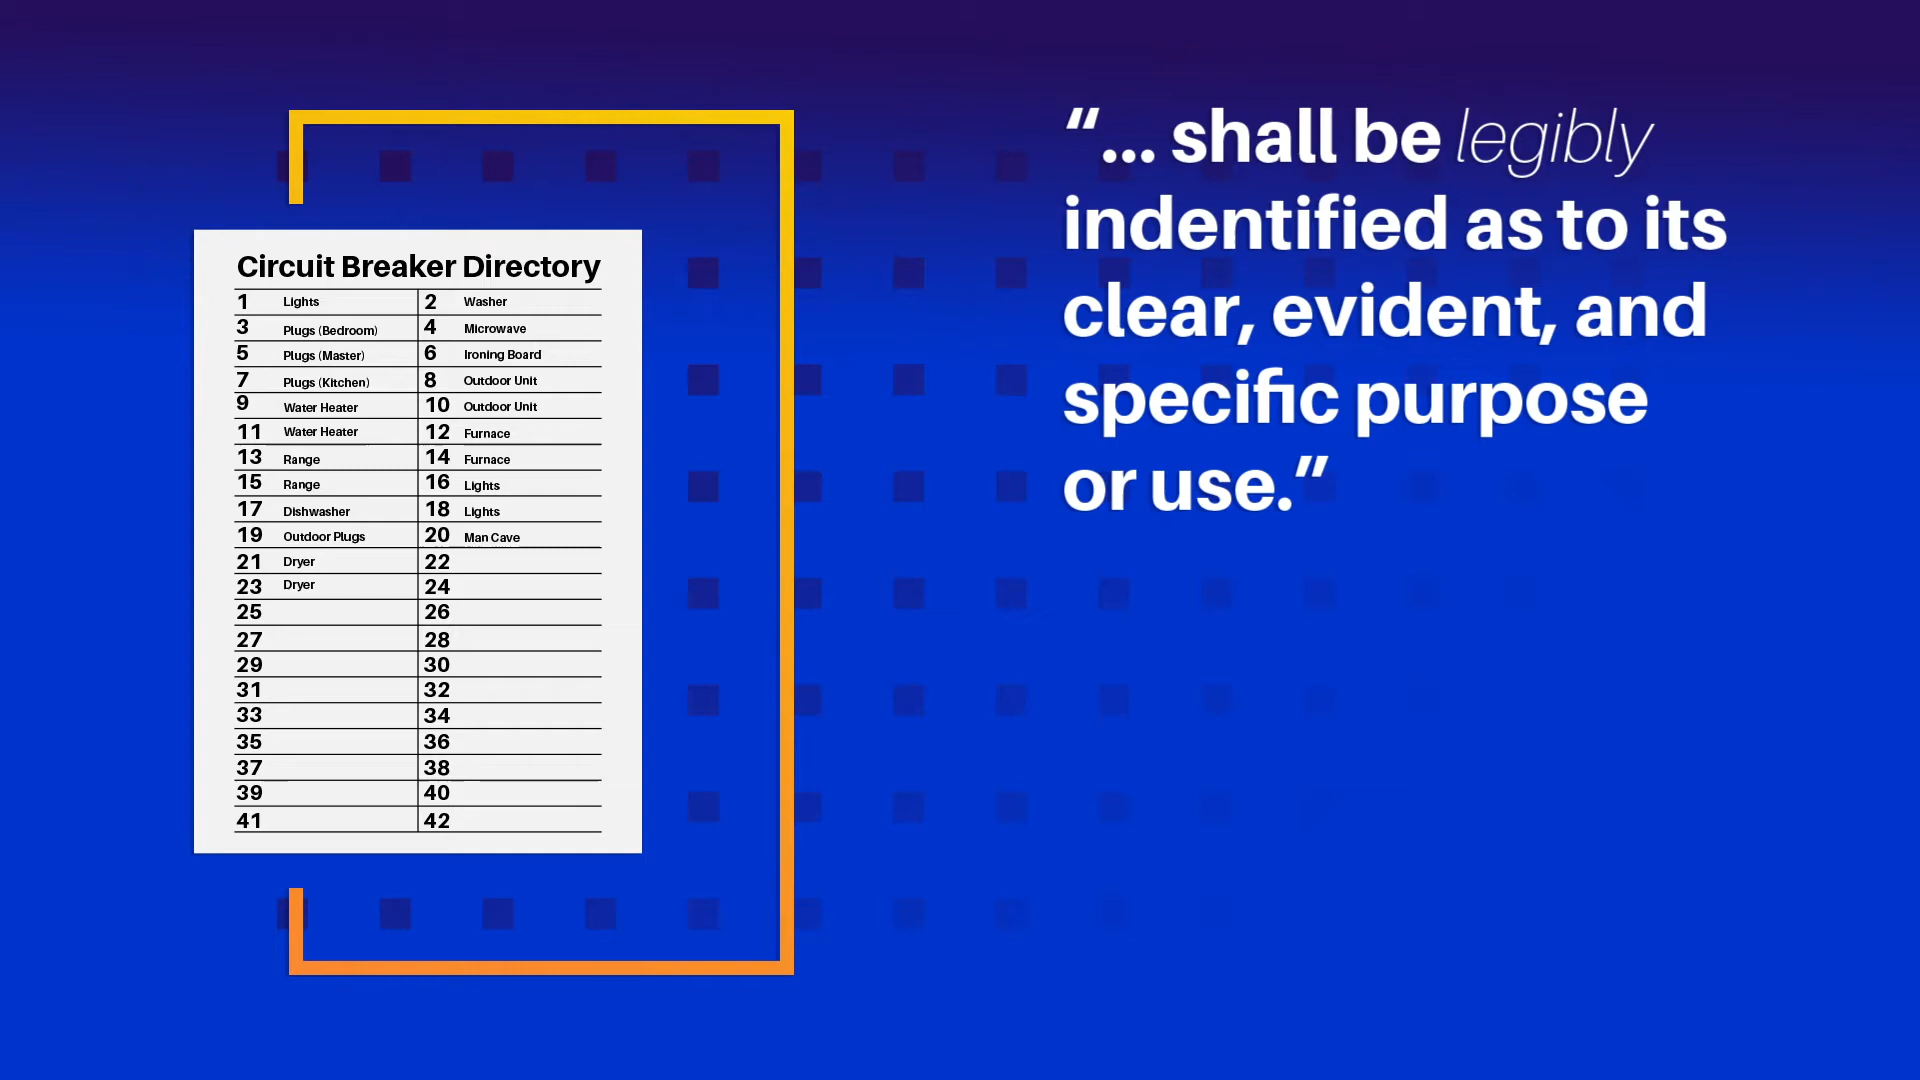 Circuit Breaker Directory
1 Lights 2 Washer
3 Plugs (Bedroom) 4 Microwave
5 Plugs (Master) 6 Ironing Board
7 Plugs (Kitchen) 8 Outdoor Unit
9 Water Heater 10 Outdoor Unit
11 Water Heater 12 Furnace
13 Range 14 Furnace
15 Range 16 Lights
17 Dishwasher 18 Lights
19 Outdoor Plugs 20 Man Cave
21 Dryer 22
23 Dryer 24
25 26
27 28
29 30
31 32
33 34
35 36
37 38
39 40
41 42
“... shall be legibly
indentified as to its
clear, evident, and
specific purpose
or use.”